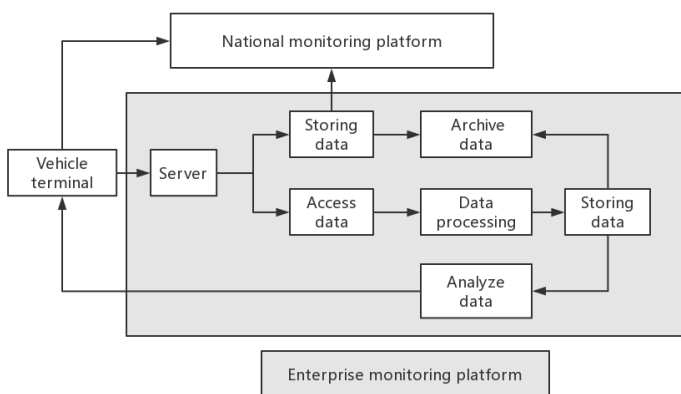 National monitoring platform
Storing
data
Archive
data
Vehicle
terminal
Server
Access
data
Data
processing
Storing
data
Analyze
data
Enterprise monitoring platform